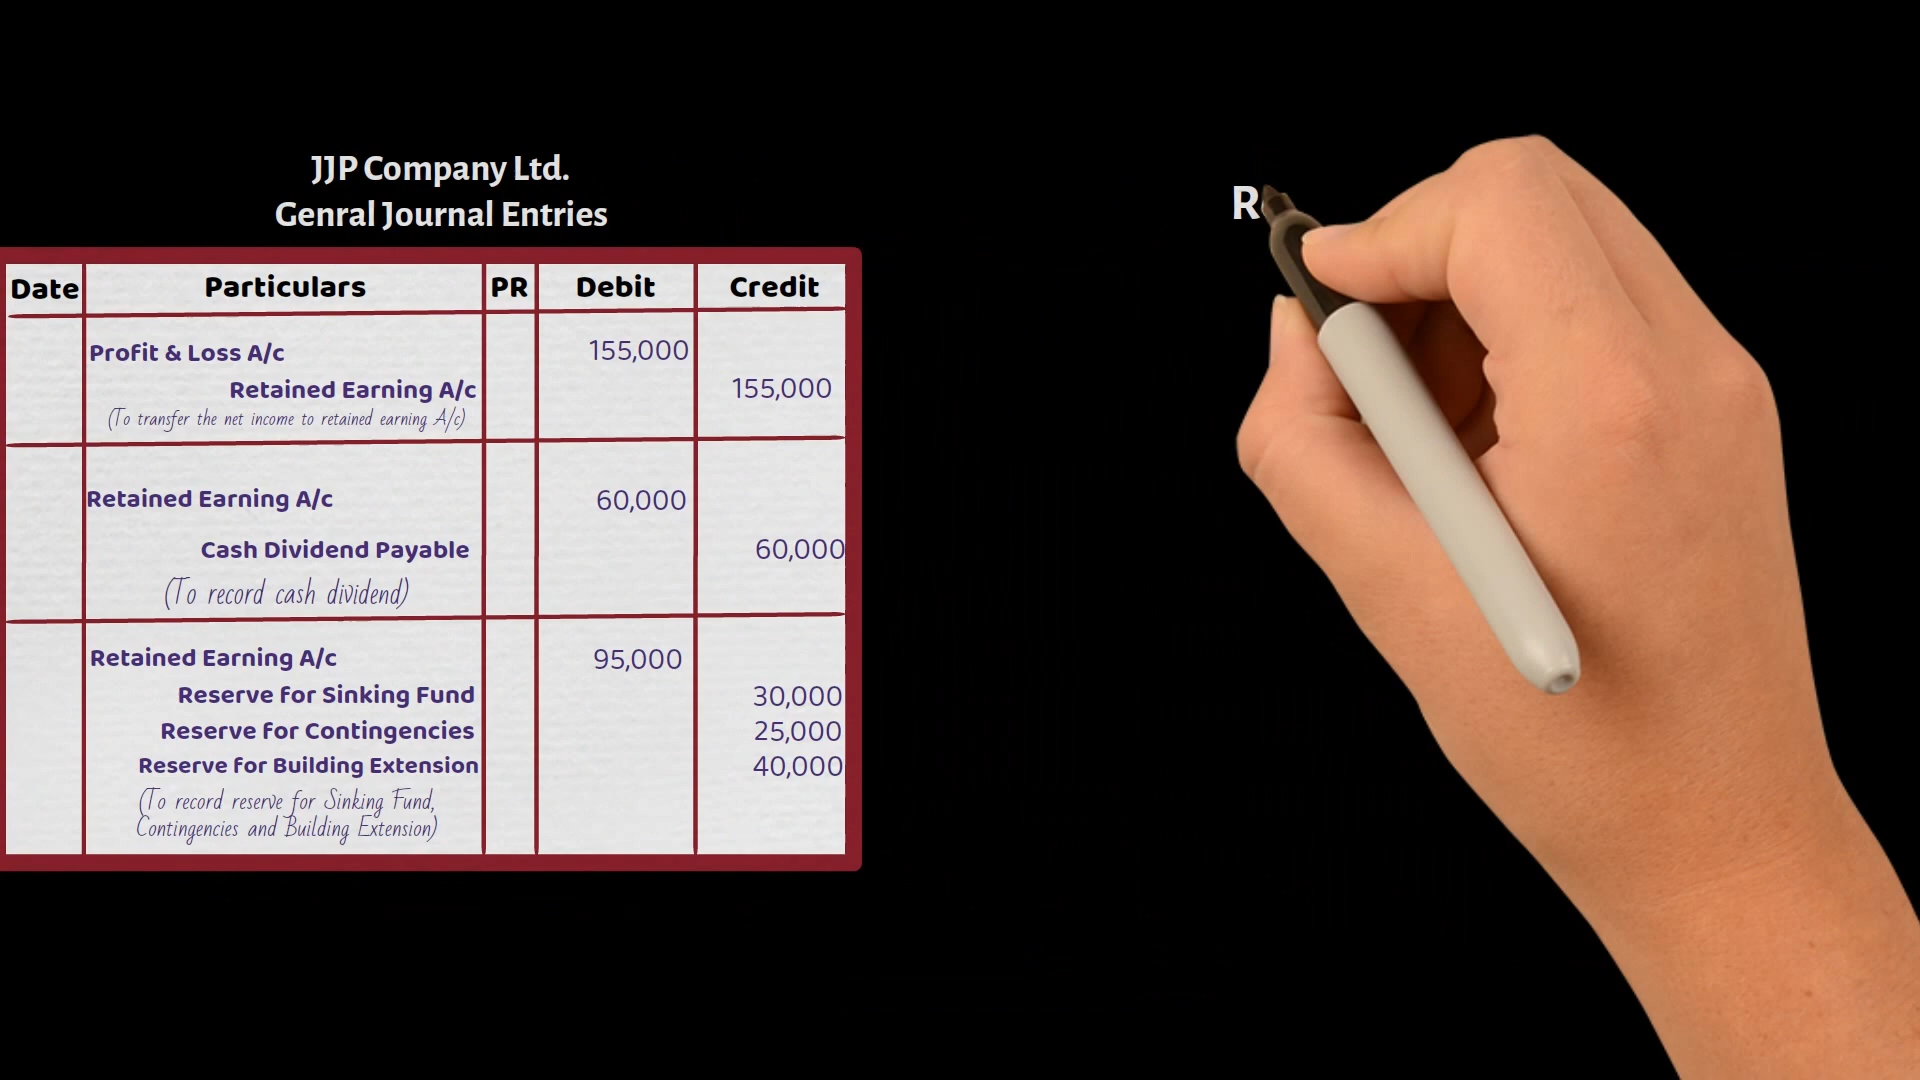 JJP Company Ltd.
Genral Journal Entries
Date Particulars PR Debit Credit
Profit & Loss A/c 155,000
Retained Earning A/c 155,000
(To transfer the net income to retained earning A/c)
Retained Earning A/c 60,000
Cash Dividend Payable 60,000
(To record cash dividend)
Retained Earning A/c 95,000
Reserve for Sinking Fund 30,000
Reserve for Contingencies 25,000
Reserve for Building Extension 40,000
(To record reserve for Sinking Fund,
Contingencies and Building Extension)
R